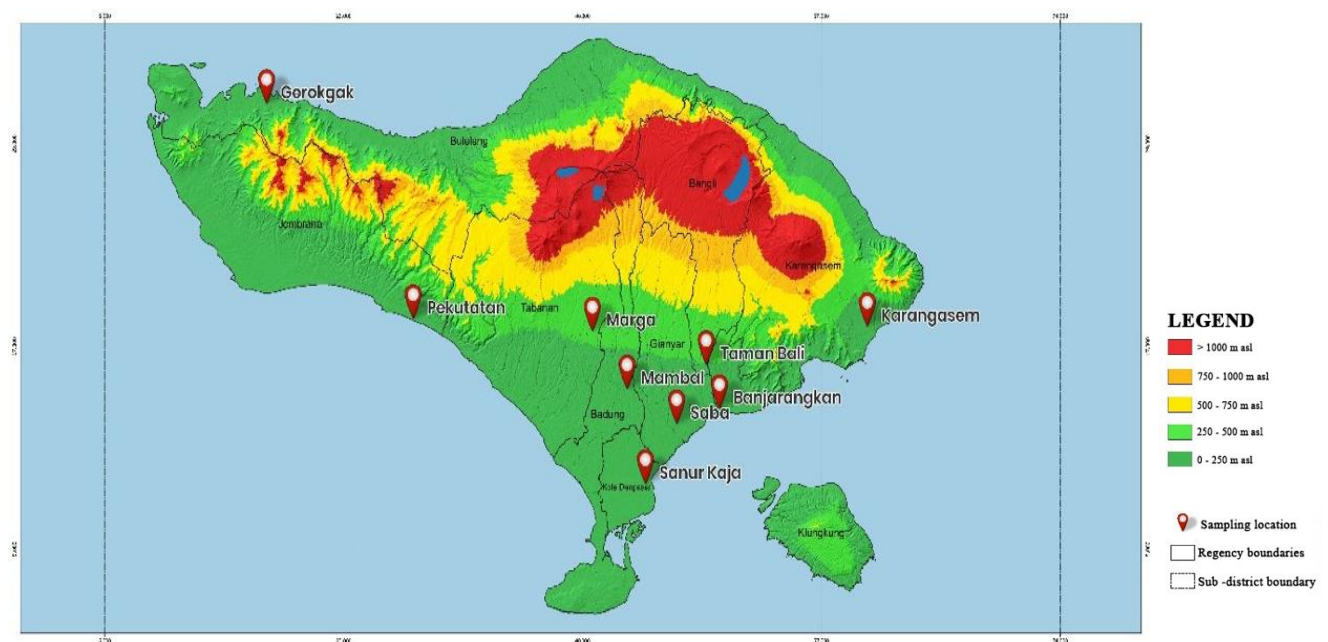 Gorokgak
Buleleng
Bangli
Jembrana
Karangasem
Pekutatan
Tabanan
Marga
Karangasem
Gianyar
Taman Bali
Mambal
Banjarangkan
Badung
Saba
Sanur Kaja
Kota Denpasar
Klungkung
LEGEND
> 1000 m asl
750 - 1000 m asl
500 - 750 m asl
250 - 500 m asl
0 - 250 m asl
Sampling location
Regency boundaries
Sub -district boundary